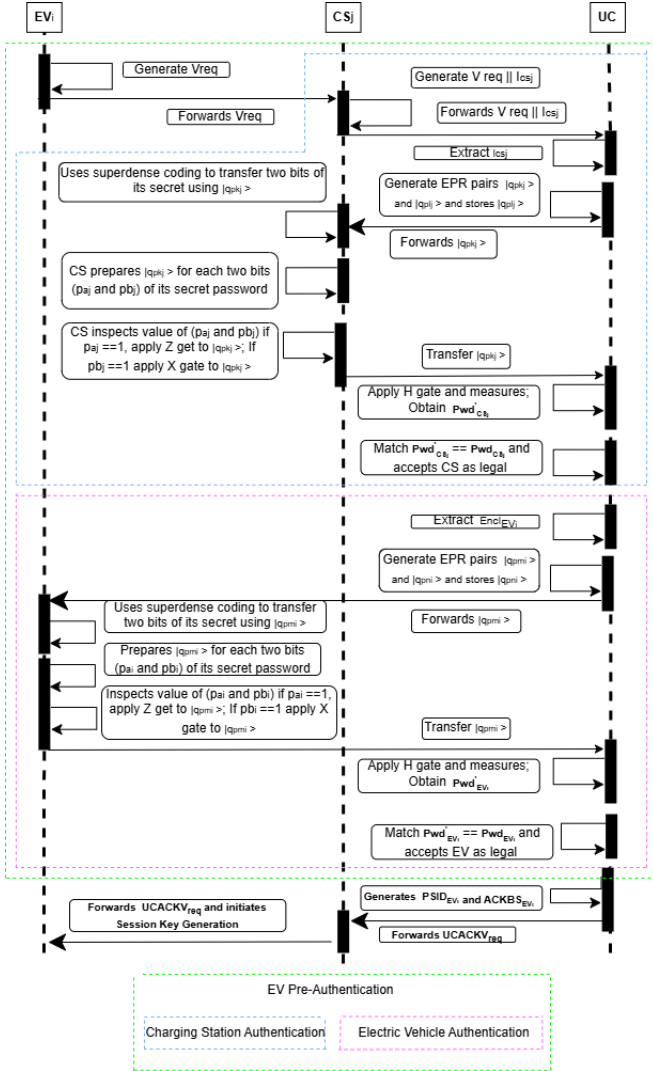 EVi
CSj
UC
Generate Vreq
Forwards Vreq
Generate V req || Icsj
Forwards V req || Icsj
Extract Icsj
Uses superdense coding to transfer two bits of
its secret using |qpkj >
Generate EPR pairs |qpkj >
and |qplj > and stores |qplj >
Forwards |qpkj >
CS prepares |qpkj > for each two bits
(paj and pbj) of its secret password
CS inspects value of (paj and pbj) if
paj ==1, apply Z get to |qpkj >; If
pbj ==1 apply X gate to |qpkj >
Transfer |qpkj >
Apply H gate and measures;
Obtain Pwd*CSj
Match Pwd*CSj == PwdCSj and
accepts CS as legal
Extract EnclEVi
Generate EPR pairs |qpmi >
and |qpni > and stores |qpni >
Uses superdense coding to transfer
two bits of its secret using |qpmi >
Forwards |qpmi >
Prepares |qpmi > for each two bits
(pai and pbi) of its secret password
Inspects value of (pai and pbi) if pai ==1,
apply Z get to |qpmi >; If pbi ==1 apply X
gate to |qpmi >
Transfer |qpmi >
Apply H gate and measures;
Obtain Pwd*EVi
Match Pwd*EVi == PwdEVi and
accepts EV as legal
Generates PSIDEVi and ACKBSEVi
Forwards UCACKVreq and initiates
Session Key Generation
Forwards UCACKVreq
EV Pre-Authentication
Charging Station Authentication
Electric Vehicle Authentication